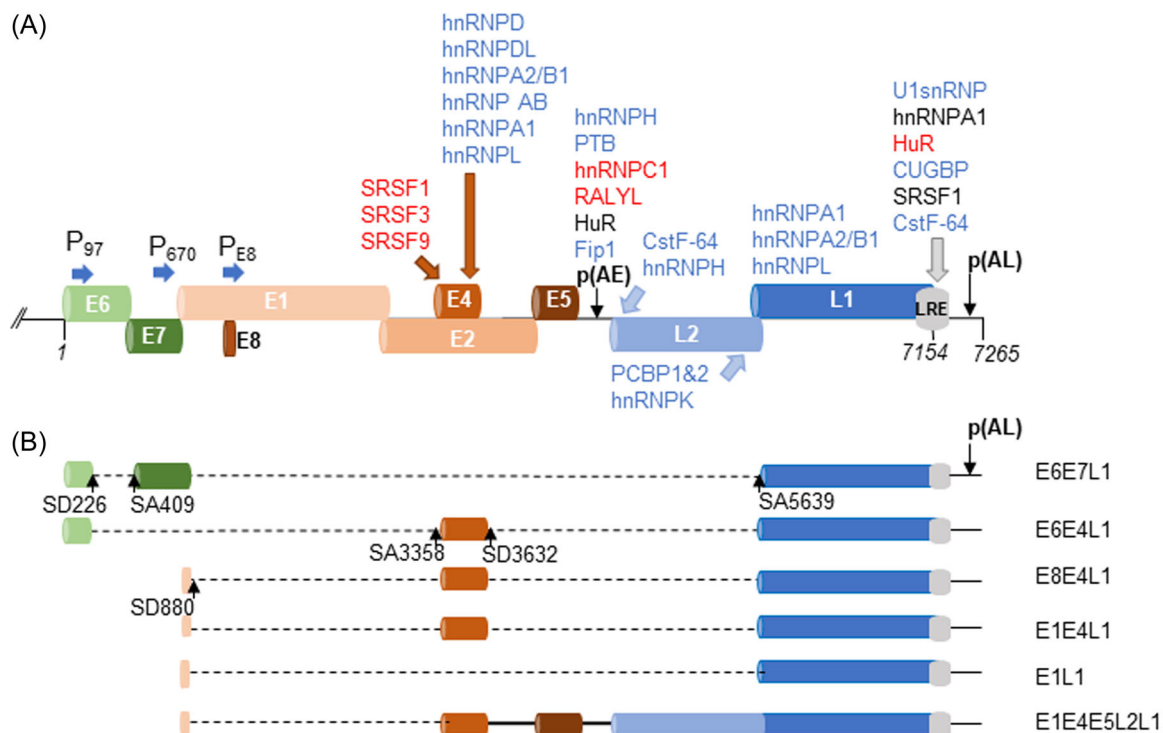 (A)
hnRNPD
hnRNPDL
hnRNPA2/B1
hnRNP AB
hnRNPA1
hnRNPL
SRSF1
SRSF3
SRSF9
hnRNPH
PTB
hnRNPC1
RALYL
HuR
Fip1
p(AE)
CstF-64
hnRNPH
hnRNPA1
hnRNPA2/B1
hnRNPL
U1snRNP
hnRNPA1
HuR
CUGBP
SRSF1
CstF-64
p(AL)
P97
P670
PE8
E6
E7
E1
E8
E4
E2
E5
L2
L1
LRE
//
1
7154
7265
PCBP1&2
hnRNPK
(B)
p(AL)
E6E7L1
SD226
SA409
SA5639
E6E4L1
SA3358
SD3632
E8E4L1
SD880
E1E4L1
E1L1
E1E4E5L2L1